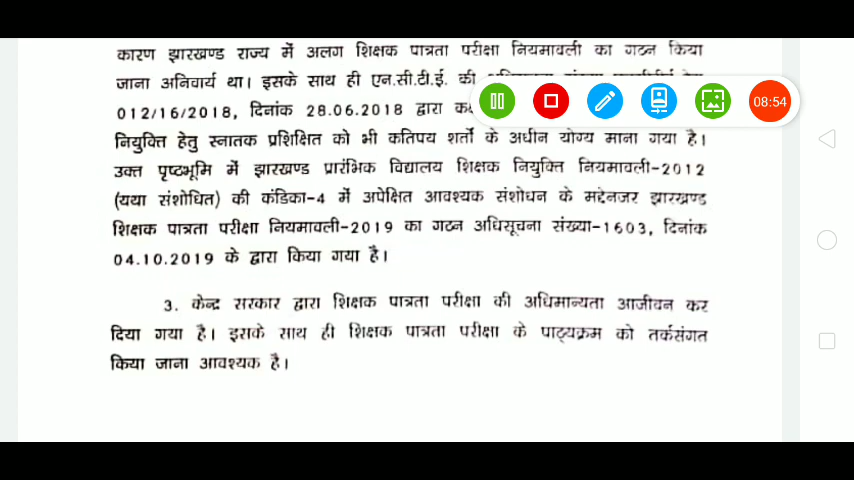 कारण झारखण्ड राज्य में अलग शिक्षक पात्रता परीक्षा नियमावली का गठन किया
जाना अनिवार्य था। इसके साथ ही एन.सी.टी.ई. की
012/16/2018, दिनांक 28.06.2018 द्वारा
08:54
नियुक्ति हेतु स्नातक प्रशिक्षित को भी कतिपय शर्तों के अधीन योग्य माना गया है।
उक्त पृष्ठभूमि में झारखण्ड प्रारंभिक विद्यालय शिक्षक नियुक्ति नियमावली-2012
(यथा संशोधित) की कंडिका-4 में अपेक्षित आवश्यक संशोधन के मद्देनजर झारखण्ड
शिक्षक पात्रता परीक्षा नियमावली-2019 का गठन अधिसूचना संख्या-1603, दिनांक
04.10.2019 के द्वारा किया गया है।
3. केन्द्र सरकार द्वारा शिक्षक पात्रता परीक्षा की अधिमान्यता आजीवन कर
दिया गया है। इसके साथ ही शिक्षक पात्रता परीक्षा के पाठ्यक्रम को तर्कसंगत
किया जाना आवश्यक है।